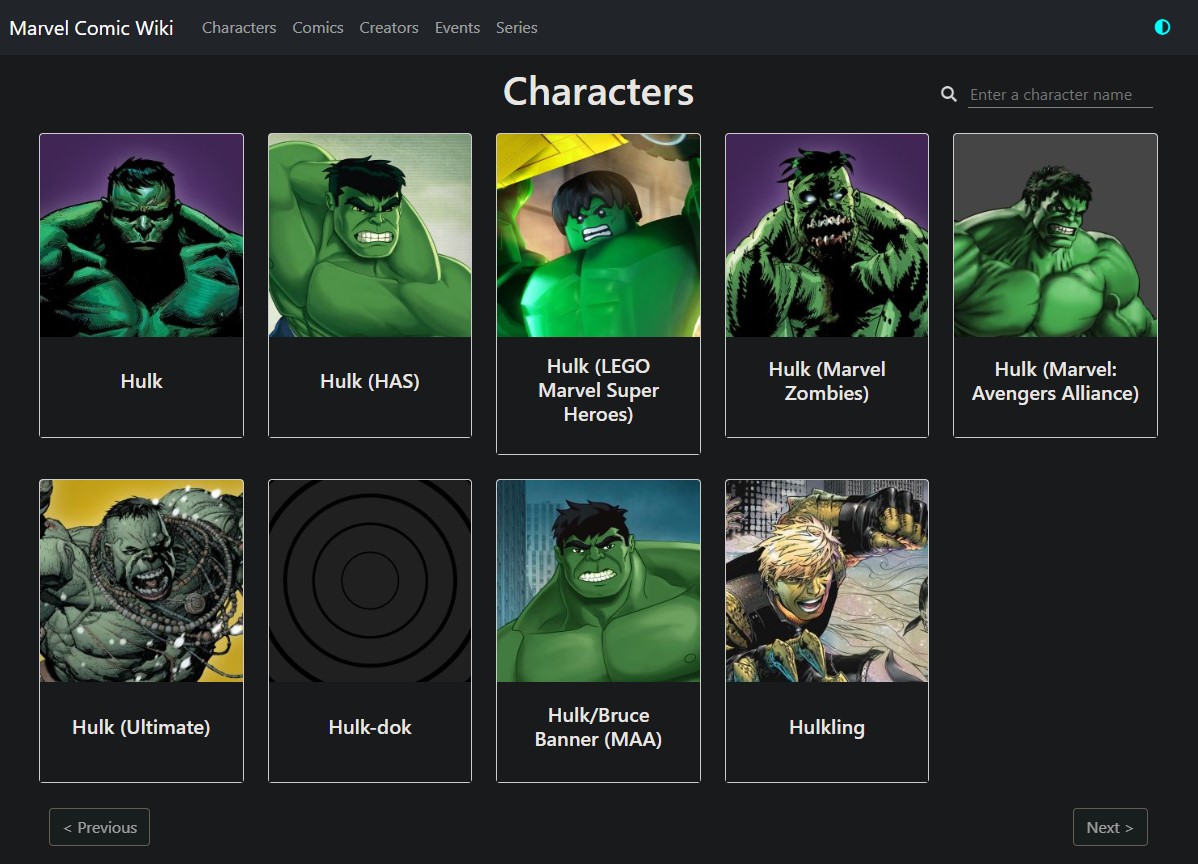 Marvel Comic Wiki Characters Comics Creators Events Series
Characters
Enter a character name
Hulk
Hulk (HAS)
Hulk (LEGO
Marvel Super
Heroes)
Hulk (Marvel
Zombies)
Hulk (Marvel:
Avengers Alliance)
Hulk (Ultimate)
Hulk-dok
Hulk/Bruce
Banner (MAA)
Hulkling
< Previous
Next >